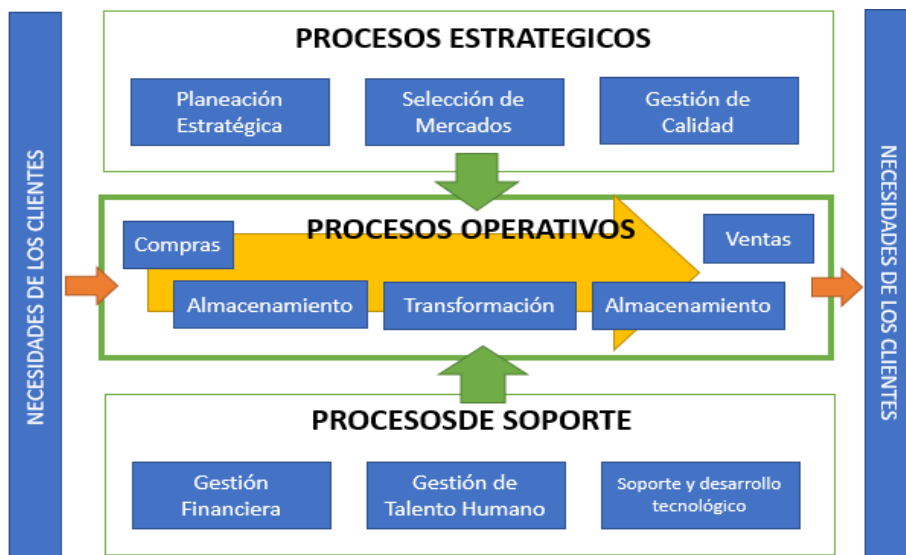 NECESIDADES DE LOS CLIENTES
PROCESOS ESTRATEGICOS
Planeación
Estratégica
Selección de
Mercados
Gestión de
Calidad
PROCESOS OPERATIVOS
Compras
Ventas
Almacenamiento
Transformación
Almacenamiento
PROCESOSDE SOPORTE
Gestión
Financiera
Gestión de
Talento Humano
Soporte y desarrollo
tecnológico
NECESIDADES DE LOS CLIENTES